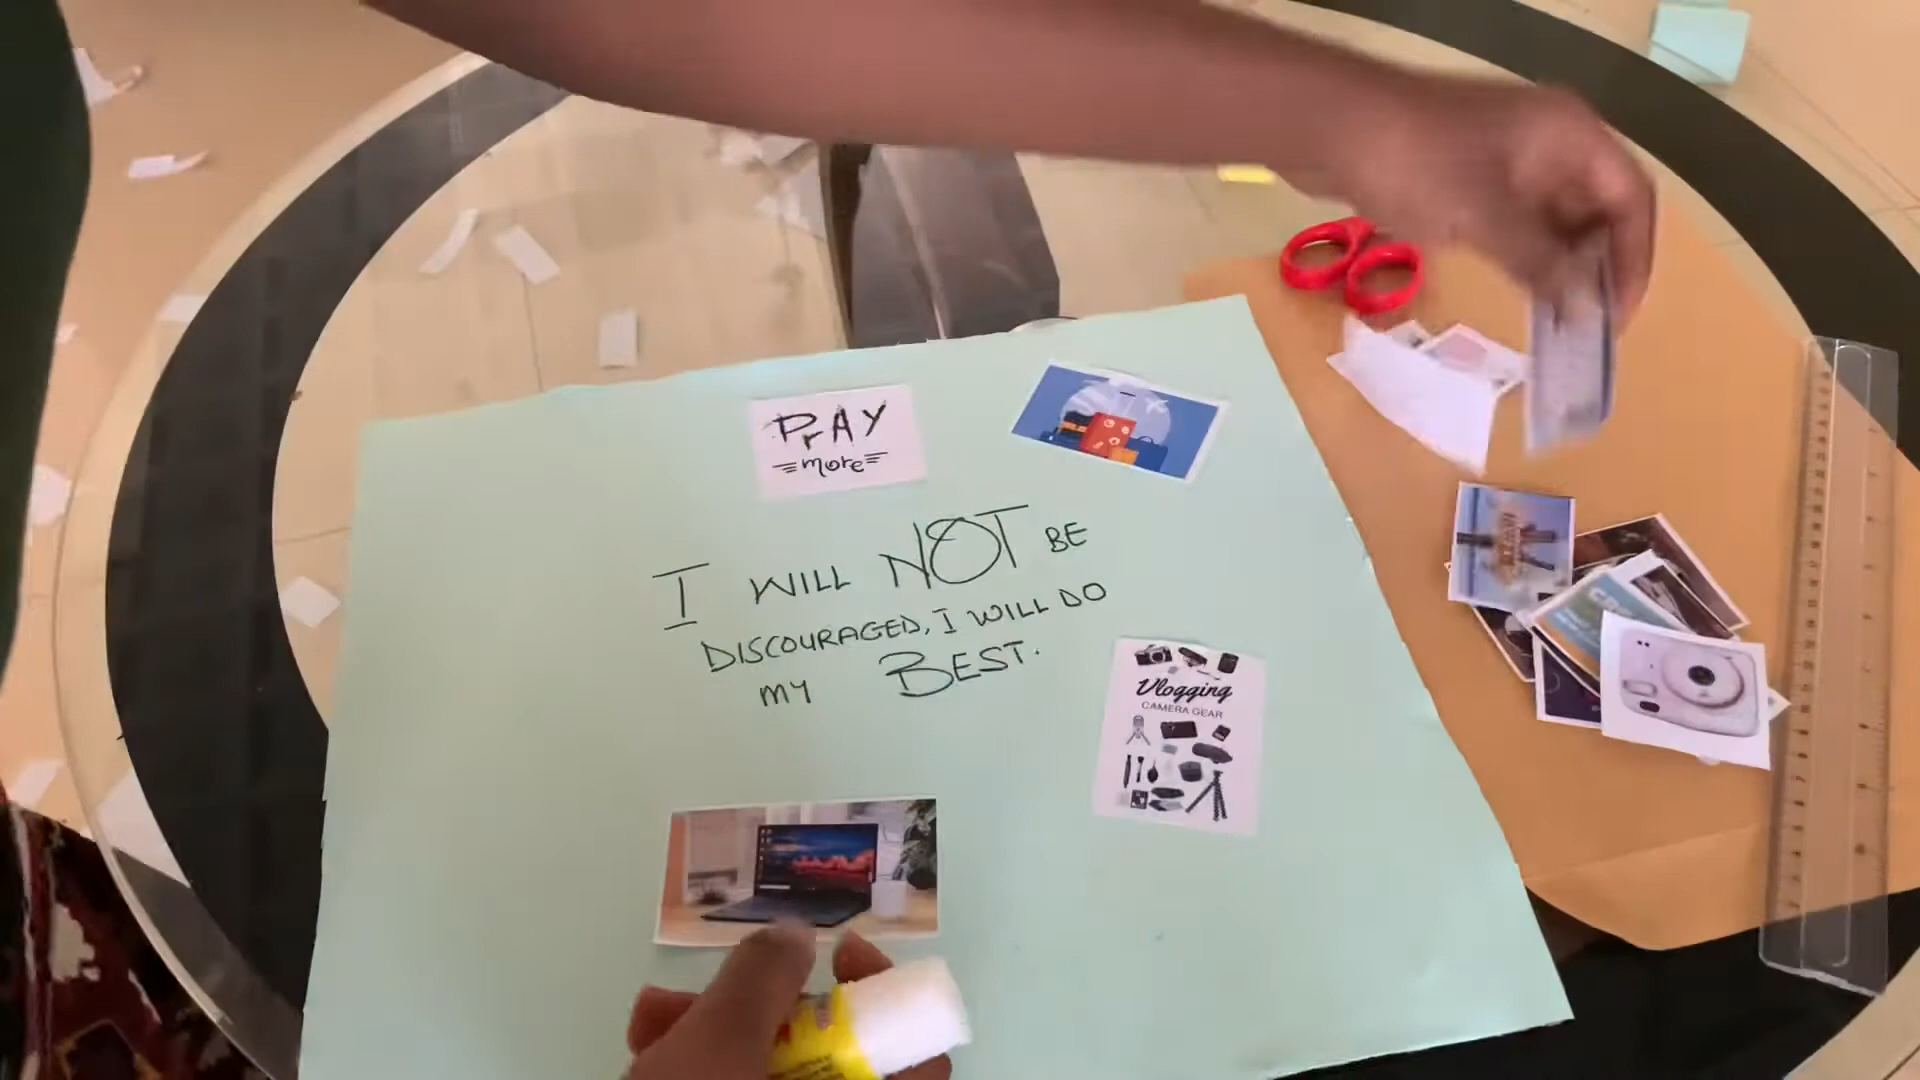 PrAY
more
I WILL NOT BE
DISCOURAGED, I WILL DO
MY BEST.
Vlogging
CAMERA GEAR